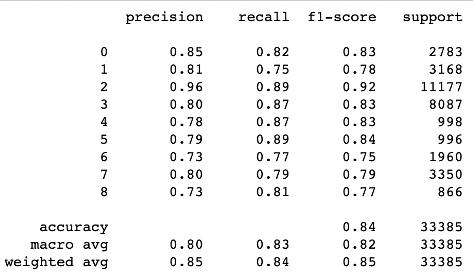 precision recall f1-score support
0 0.85 0.82 0.83 2783
1 0.81 0.75 0.78 3168
2 0.96 0.89 0.92 11177
3 0.80 0.87 0.83 8087
4 0.78 0.87 0.83 998
5 0.79 0.89 0.84 996
6 0.73 0.77 0.75 1960
7 0.80 0.79 0.79 3350
8 0.73 0.81 0.77 866
accuracy 0.84 33385
macro avg 0.80 0.83 0.82 33385
weighted avg 0.85 0.84 0.85 33385